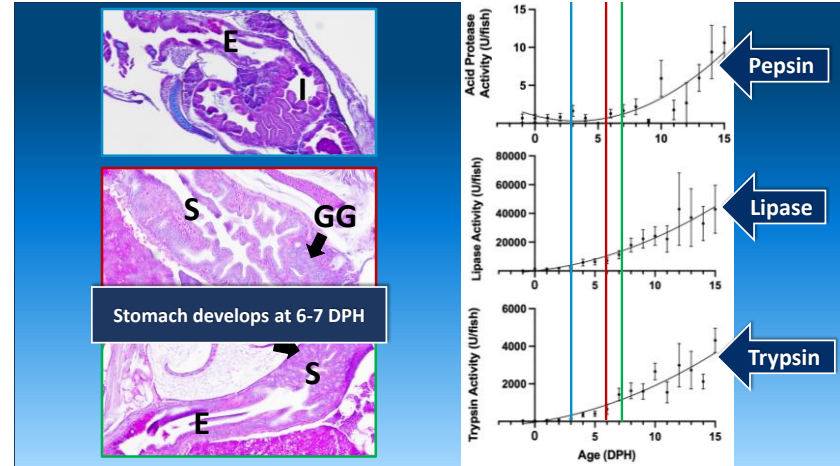 E
I
S
GG
Stomach develops at 6-7 DPH
S
E
Acid Protease
Activity (U/fish)
15
10
5
0
5
10
15
Pepsin
Lipase Activity (U/fish)
80000
60000
40000
20000
0
0
5
10
15
Lipase
Trypsin Activity (U/fish)
6000
4000
2000
0
0
5
10
15
Age (DPH)
Trypsin